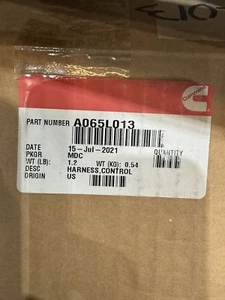 PART NUMBER A065L013
DATE 15-Jul-2021 QUANTITY
PKGR MDC
WT (LB): 1.2 WT (KG): 0.54
DESC HARNESS,CONTROL
ORIGIN US